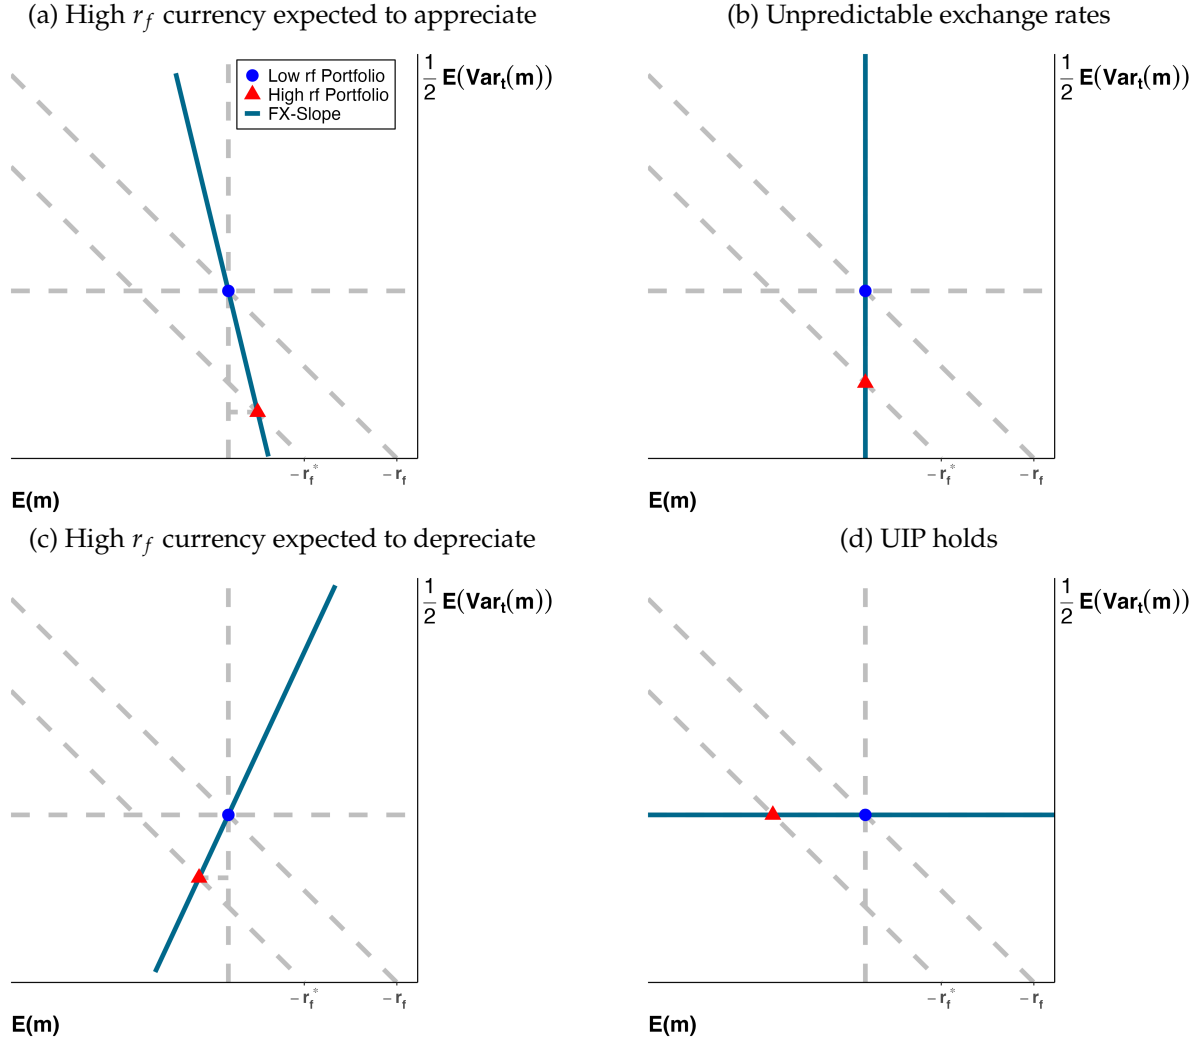 (a) High r_f currency expected to appreciate
1/2 E(Var_t(m))
Low rf Portfolio
High rf Portfolio
FX-Slope
−r_f^*
−r_f
E(m)
(b) Unpredictable exchange rates
1/2 E(Var_t(m))
−r_f^*
−r_f
E(m)
(c) High r_f currency expected to depreciate
1/2 E(Var_t(m))
−r_f^*
−r_f
E(m)
(d) UIP holds
1/2 E(Var_t(m))
−r_f^*
−r_f
E(m)